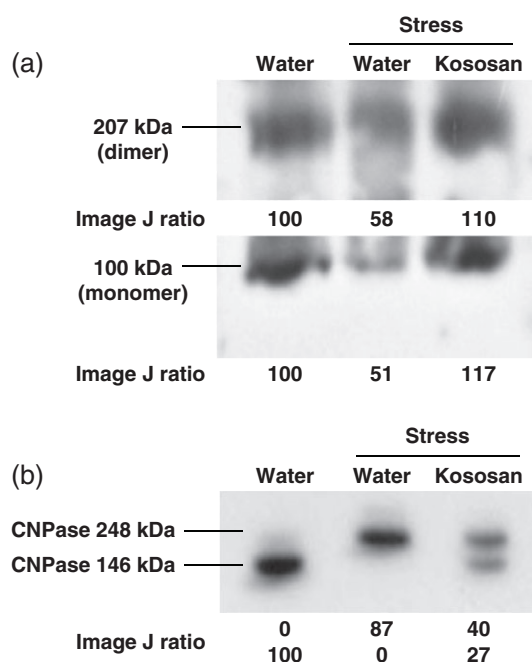 Stress
(a)
Water Water Kososan
207 kDa
(dimer)
Image J ratio 100 58 110
100 kDa
(monomer)
Image J ratio 100 51 117
Stress
(b)
Water Water Kososan
CNPase 248 kDa
CNPase 146 kDa
Image J ratio
0 87 40
100 0 27